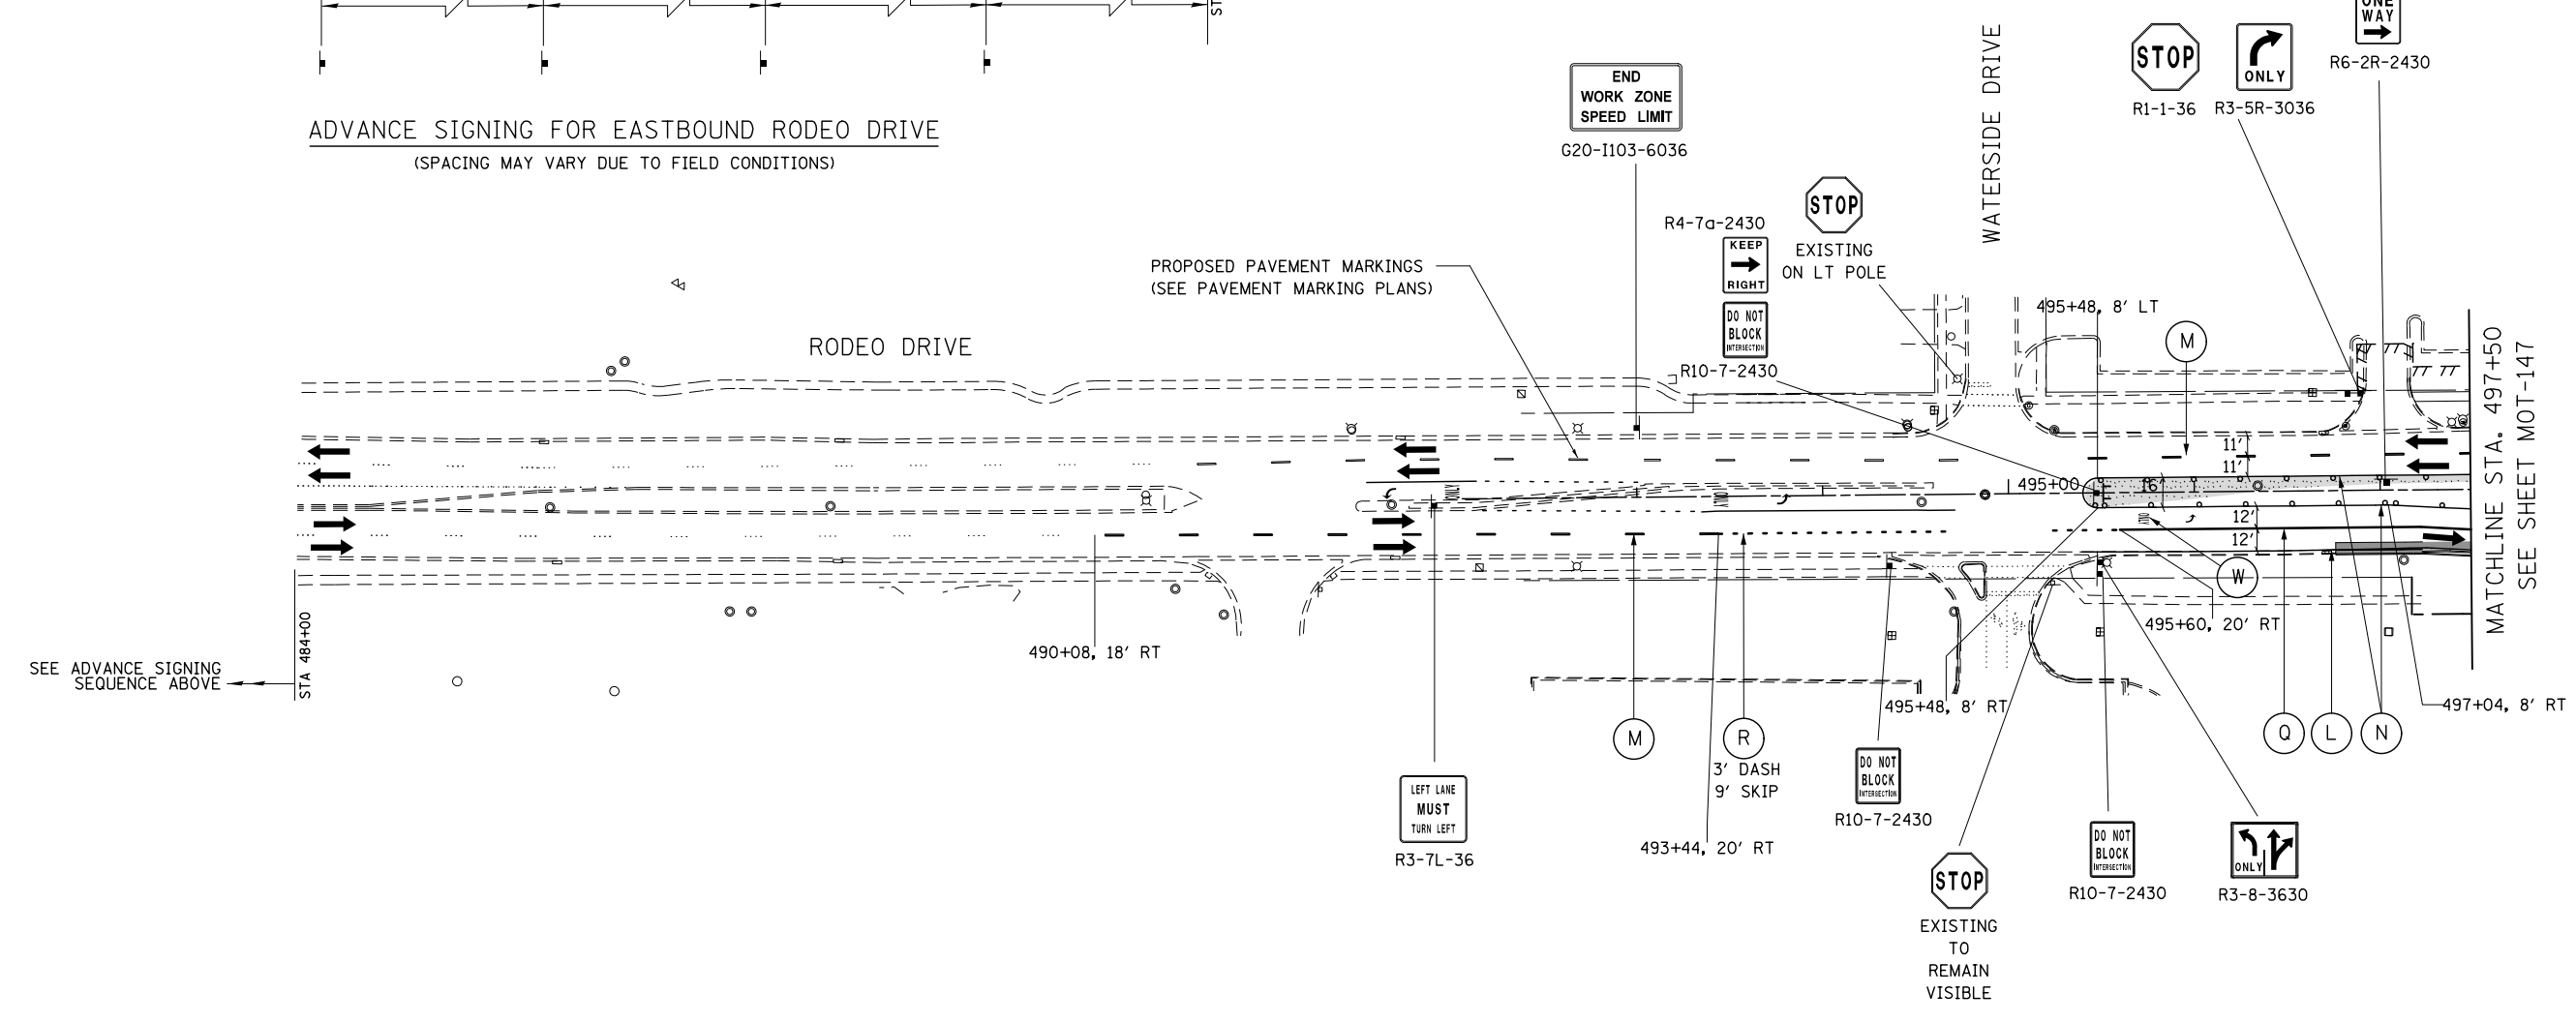 ST
ADVANCE SIGNING FOR EASTBOUND RODEO DRIVE
(SPACING MAY VARY DUE TO FIELD CONDITIONS)
END
WORK ZONE
SPEED LIMIT
G20-I103-6036
WATERSIDE DRIVE
STOP
R1-1-36
ONLY
R3-5R-3036
ONE
WAY
R6-2R-2430
R4-7a-2430
KEEP
RIGHT
DO NOT
BLOCK
INTERSECTION
R10-7-2430
STOP
EXISTING
ON LT POLE
PROPOSED PAVEMENT MARKINGS
(SEE PAVEMENT MARKING PLANS)
RODEO DRIVE
495+48, 8' LT
M
MATCHLINE STA. 497+50
SEE SHEET MOT-147
11'
11'
495+00
16'
12'
12'
W
495+60, 20' RT
STA 484+00
SEE ADVANCE SIGNING
SEQUENCE ABOVE
490+08, 18' RT
495+48, 8' RT
497+04, 8' RT
M
R
3' DASH
9' SKIP
Q
L
N
LEFT LANE
MUST
TURN LEFT
R3-7L-36
493+44, 20' RT
DO NOT
BLOCK
INTERSECTION
R10-7-2430
STOP
EXISTING
TO
REMAIN
VISIBLE
DO NOT
BLOCK
INTERSECTION
R10-7-2430
ONLY
R3-8-3630